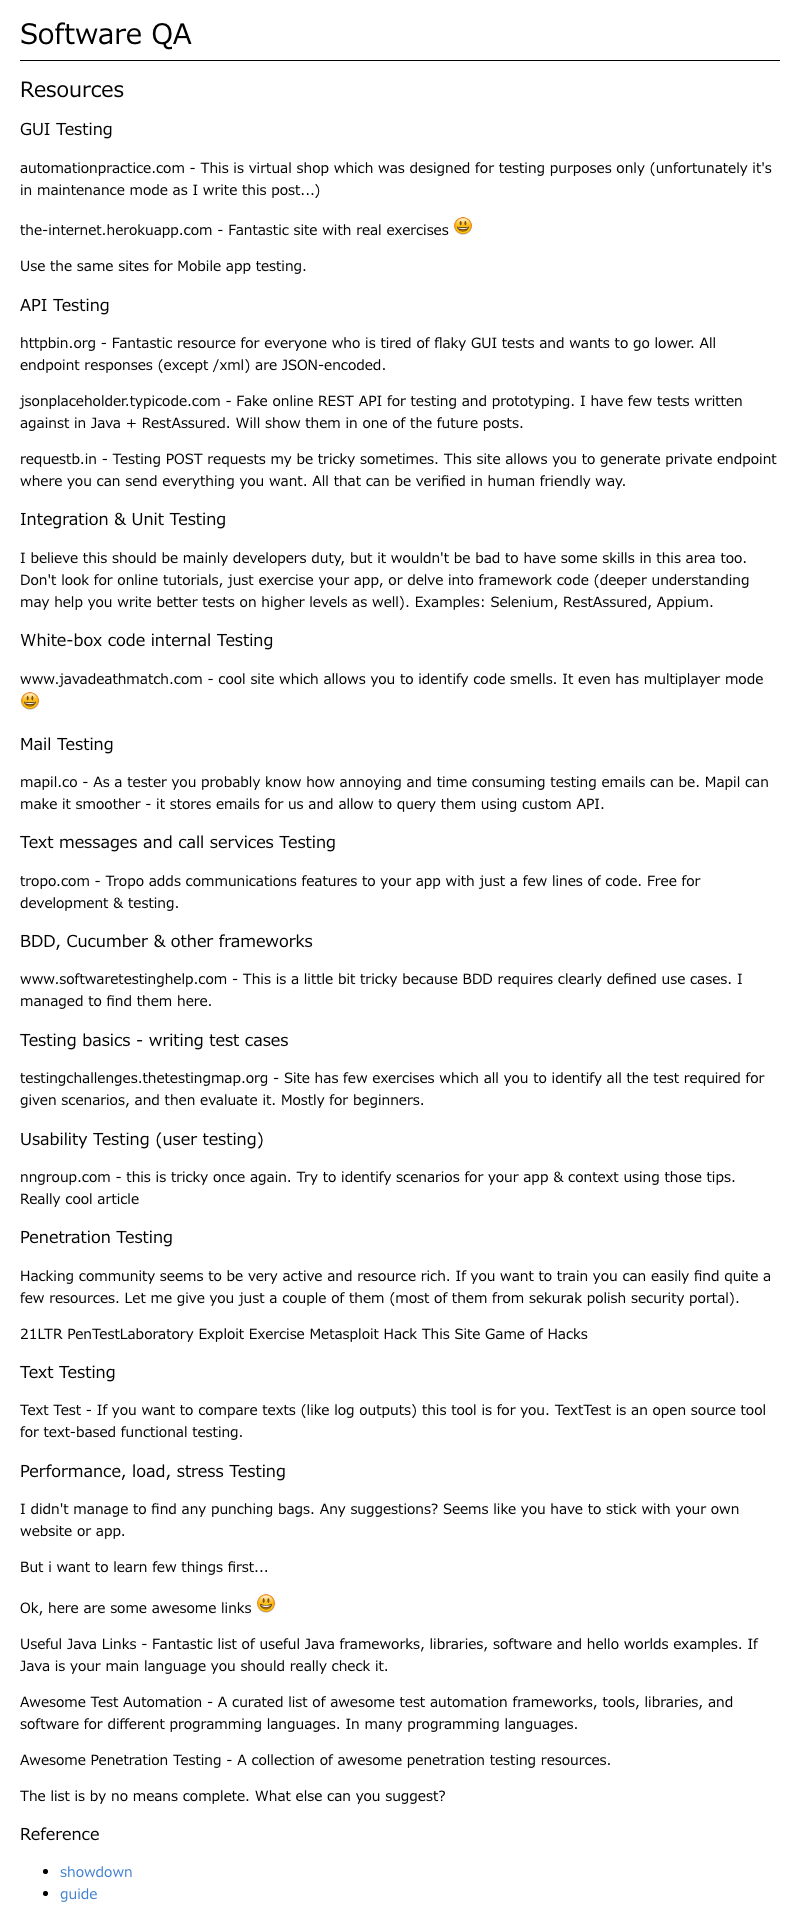 Software QA
Resources
GUI Testing
automationpractice.com - This is virtual shop which was designed for testing purposes only (unfortunately it's
in maintenance mode as I write this post...)
the-internet.herokuapp.com - Fantastic site with real exercises 😃
Use the same sites for Mobile app testing.
API Testing
httpbin.org - Fantastic resource for everyone who is tired of flaky GUI tests and wants to go lower. All
endpoint responses (except /xml) are JSON-encoded.
jsonplaceholder.typicode.com - Fake online REST API for testing and prototyping. I have few tests written
against in Java + RestAssured. Will show them in one of the future posts.
requestb.in - Testing POST requests my be tricky sometimes. This site allows you to generate private endpoint
where you can send everything you want. All that can be verified in human friendly way.
Integration & Unit Testing
I believe this should be mainly developers duty, but it wouldn't be bad to have some skills in this area too.
Don't look for online tutorials, just exercise your app, or delve into framework code (deeper understanding
may help you write better tests on higher levels as well). Examples: Selenium, RestAssured, Appium.
White-box code internal Testing
www.javadeathmatch.com - cool site which allows you to identify code smells. It even has multiplayer mode
😃
Mail Testing
mapil.co - As a tester you probably know how annoying and time consuming testing emails can be. Mapil can
make it smoother - it stores emails for us and allow to query them using custom API.
Text messages and call services Testing
tropo.com - Tropo adds communications features to your app with just a few lines of code. Free for
development & testing.
BDD, Cucumber & other frameworks
www.softwaretestinghelp.com - This is a little bit tricky because BDD requires clearly defined use cases. I
managed to find them here.
Testing basics - writing test cases
testingchallenges.thetestingmap.org - Site has few exercises which all you to identify all the test required for
given scenarios, and then evaluate it. Mostly for beginners.
Usability Testing (user testing)
nngroup.com - this is tricky once again. Try to identify scenarios for your app & context using those tips.
Really cool article
Penetration Testing
Hacking community seems to be very active and resource rich. If you want to train you can easily find quite a
few resources. Let me give you just a couple of them (most of them from sekurak polish security portal).
21LTR PenTestLaboratory Exploit Exercise Metasploit Hack This Site Game of Hacks
Text Testing
Text Test - If you want to compare texts (like log outputs) this tool is for you. TextTest is an open source tool
for text-based functional testing.
Performance, load, stress Testing
I didn't manage to find any punching bags. Any suggestions? Seems like you have to stick with your own
website or app.
But i want to learn few things first...
Ok, here are some awesome links 😃
Useful Java Links - Fantastic list of useful Java frameworks, libraries, software and hello worlds examples. If
Java is your main language you should really check it.
Awesome Test Automation - A curated list of awesome test automation frameworks, tools, libraries, and
software for different programming languages. In many programming languages.
Awesome Penetration Testing - A collection of awesome penetration testing resources.
The list is by no means complete. What else can you suggest?
Reference
• showdown
• guide